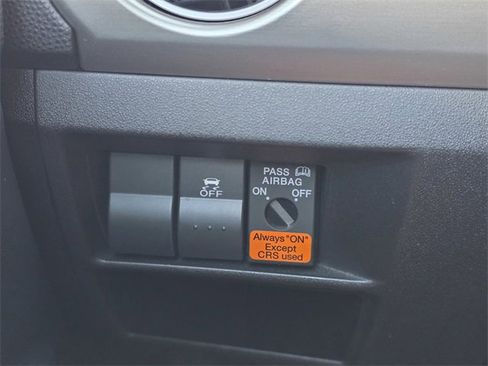 OFF
PASS
AIRBAG
ON OFF
Always "ON"
Except
CRS used